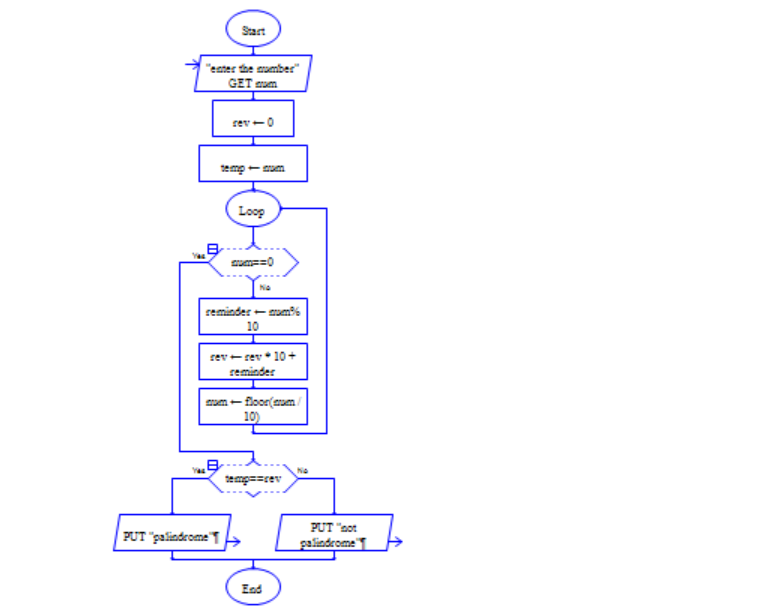 Start
"enter the number"
GET num
rev ← 0
temp ← num
Loop
Yes
num==0
No
reminder ← num%
10
rev ← rev * 10 +
reminder
num ← floor(num /
10)
Yes
temp==rev
No
PUT "palindrome"¶
PUT "not
palindrome"¶
End